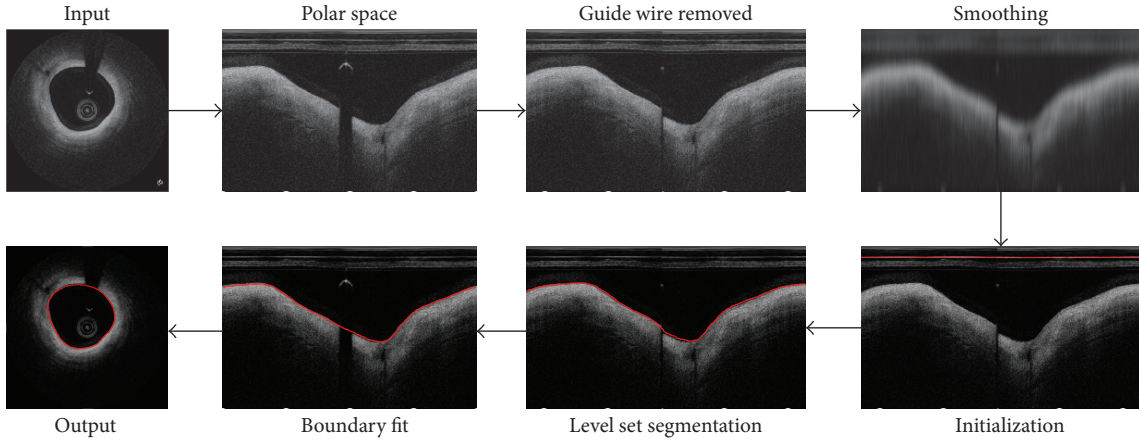 Input
Polar space
Guide wire removed
Smoothing
Output
Boundary fit
Level set segmentation
Initialization